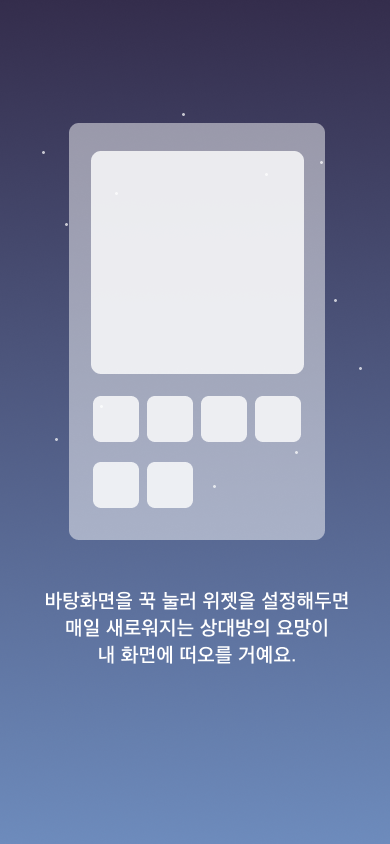 바탕화면을 꾹 눌러 위젯을 설정해두면
매일 새로워지는 상대방의 요망이
내 화면에 떠오를 거예요.